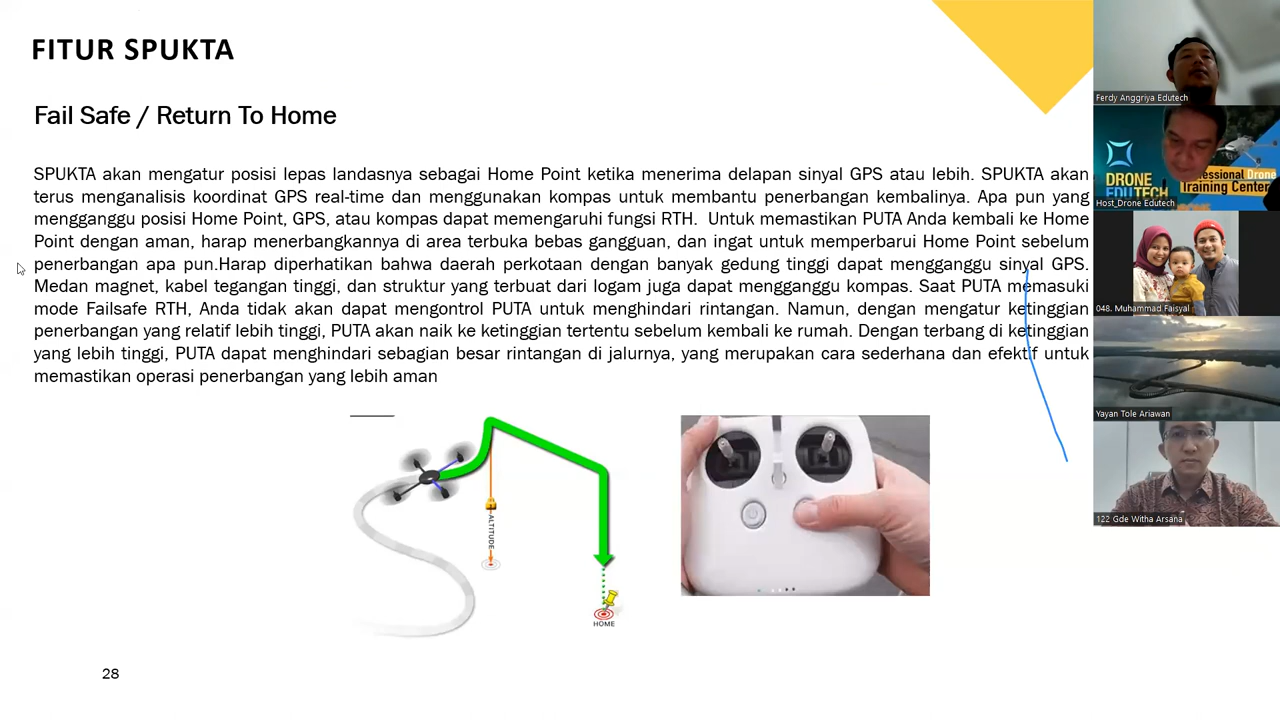 FITUR SPUKTA
Fail Safe / Return To Home
SPUKTA akan mengatur posisi lepas landasnya sebagai Home Point ketika menerima delapan sinyal GPS atau lebih. SPUKTA akan
terus menganalisis koordinat GPS real-time dan menggunakan kompas untuk membantu penerbangan kembalinya. Apa pun yang
mengganggu posisi Home Point, GPS, atau kompas dapat memengaruhi fungsi RTH. Untuk memastikan PUTA Anda kembali ke Home
Point dengan aman, harap menerbangkannya di area terbuka bebas gangguan, dan ingat untuk memperbarui Home Point sebelum
penerbangan apa pun.Harap diperhatikan bahwa daerah perkotaan dengan banyak gedung tinggi dapat mengganggu sinyal GPS.
Medan magnet, kabel tegangan tinggi, dan struktur yang terbuat dari logam juga dapat mengganggu kompas. Saat PUTA memasuki
mode Failsafe RTH, Anda tidak akan dapat mengontrol PUTA untuk menghindari rintangan. Namun, dengan mengatur ketinggian
penerbangan yang relatif lebih tinggi, PUTA akan naik ke ketinggian tertentu sebelum kembali ke rumah. Dengan terbang di ketinggian
yang lebih tinggi, PUTA dapat menghindari sebagian besar rintangan di jalurnya, yang merupakan cara sederhana dan efektif untuk
memastikan operasi penerbangan yang lebih aman
ALTITUDE
HOME
28
Ferdy Anggriya Edutech
DRONE
EDUTECH
essional Drone
Training Center
Host_Drone Edutech
048. Muhammad Faisyal
Yayan Tole Ariawan
122 Gde Witha Arsana